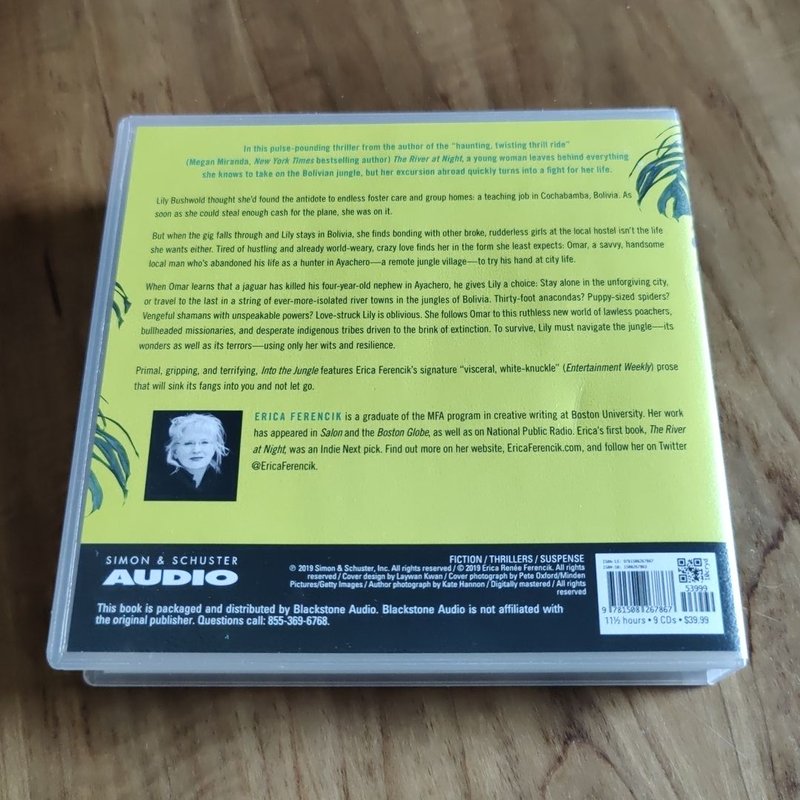 In this pulse-pounding thriller from the author of the "haunting, twisting thrill ride"
(Megan Miranda, New York Times bestselling author) The River at Night, a young woman leaves behind everything
she knows to take on the Bolivian jungle, but her excursion abroad quickly turns into a fight for her life.
Lily Bushwold thought she'd found the antidote to endless foster care and group homes: a teaching job in Cochabamba, Bolivia. As
soon as she could steal enough cash for the plane, she was on it.
But when the gig falls through and Lily stays in Bolivia, she finds bonding with other broke, rudderless girls at the local hostel isn't the life
she wants either. Tired of hustling and already world-weary, crazy love finds her in the form she least expects: Omar, a savvy, handsome
local man who's abandoned his life as a hunter in Ayachero—a remote jungle village—to try his hand at city life.
When Omar learns that a jaguar has killed his four-year-old nephew in Ayachero, he gives Lily a choice: Stay alone in the unforgiving city,
or travel to the last in a string of ever-more-isolated river towns in the jungles of Bolivia. Thirty-foot anacondas? Puppy-sized spiders?
Vengeful shamans with unspeakable powers? Love-struck Lily is oblivious. She follows Omar to this ruthless new world of lawless poachers,
bullheaded missionaries, and desperate indigenous tribes driven to the brink of extinction. To survive, Lily must navigate the jungle—its
wonders as well as its terrors—using only her wits and resilience.
Primal, gripping, and terrifying, Into the Jungle features Erica Ferencik's signature "visceral, white-knuckle" (Entertainment Weekly) prose
that will sink its fangs into you and not let go.
ERICA FERENCIK is a graduate of the MFA program in creative writing at Boston University. Her work
has appeared in Salon and the Boston Globe, as well as on National Public Radio. Erica's first book, The River
at Night, was an Indie Next pick. Find out more on her website, EricaFerencik.com, and follow her on Twitter
@EricaFerencik.
SIMON & SCHUSTER
AUDIO
FICTION / THRILLERS / SUSPENSE
℗ 2019 Simon & Schuster, Inc. All rights reserved / © 2019 Erica Renée Ferencik. All rights
reserved / Cover design by Laywan Kwan / Cover photograph by Pete Oxford/Minden
Pictures/Getty Images / Author photograph by Kate Hannon / Digitally mastered / All rights
reserved
This book is packaged and distributed by Blackstone Audio. Blackstone Audio is not affiliated with
the original publisher. Questions call: 855-369-6768.
ISBN-13: 9781508267867
53999
9 781508 267867
11½ hours • 9 CDs • $39.99